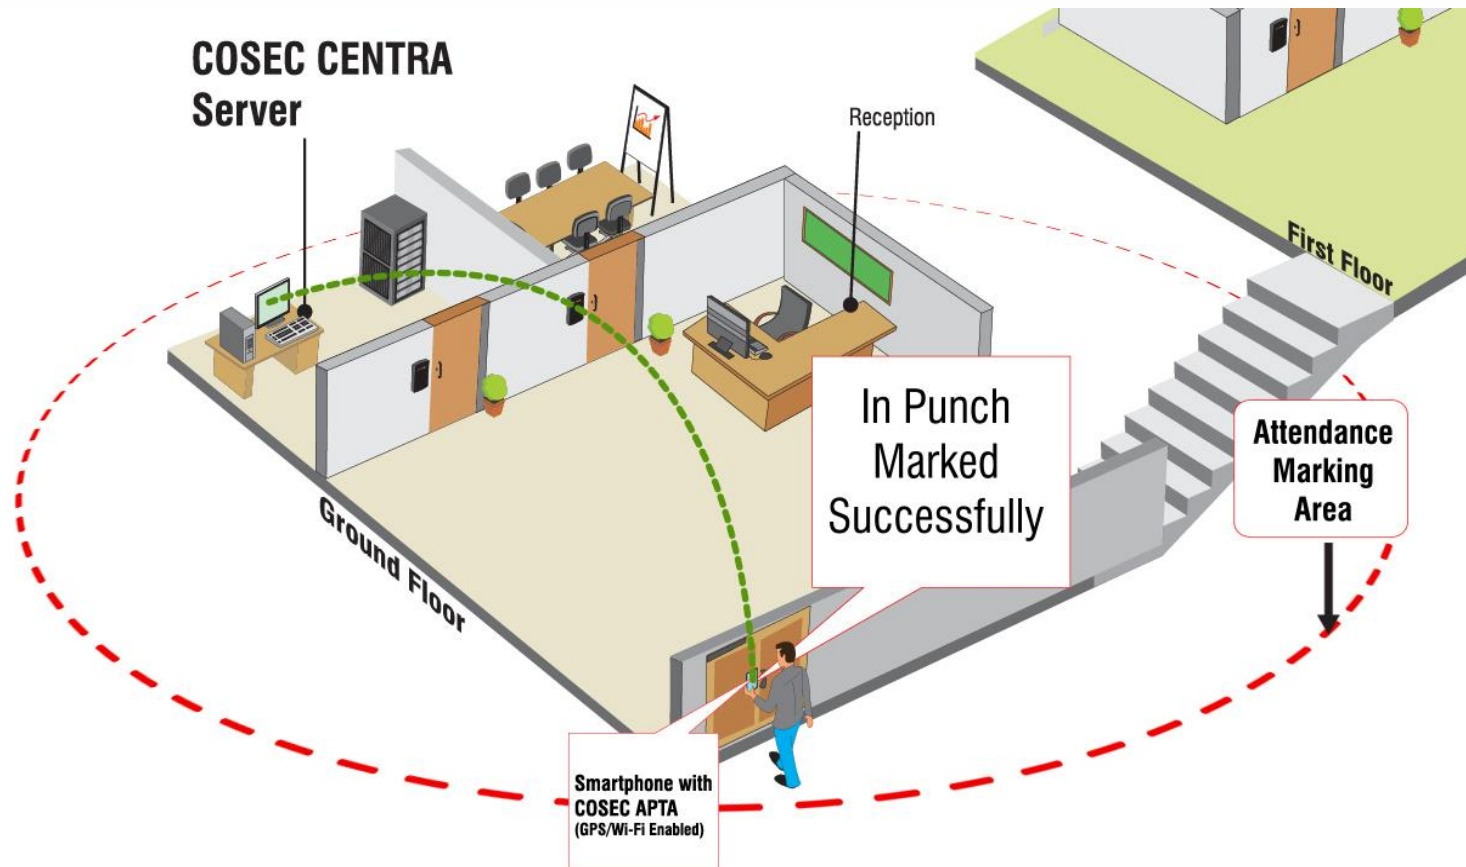 COSEC CENTRA
Server
Reception
First Floor
In Punch
Marked
Successfully
Attendance
Marking
Area
Ground Floor
Smartphone with
COSEC APTA
(GPS/Wi-Fi Enabled)